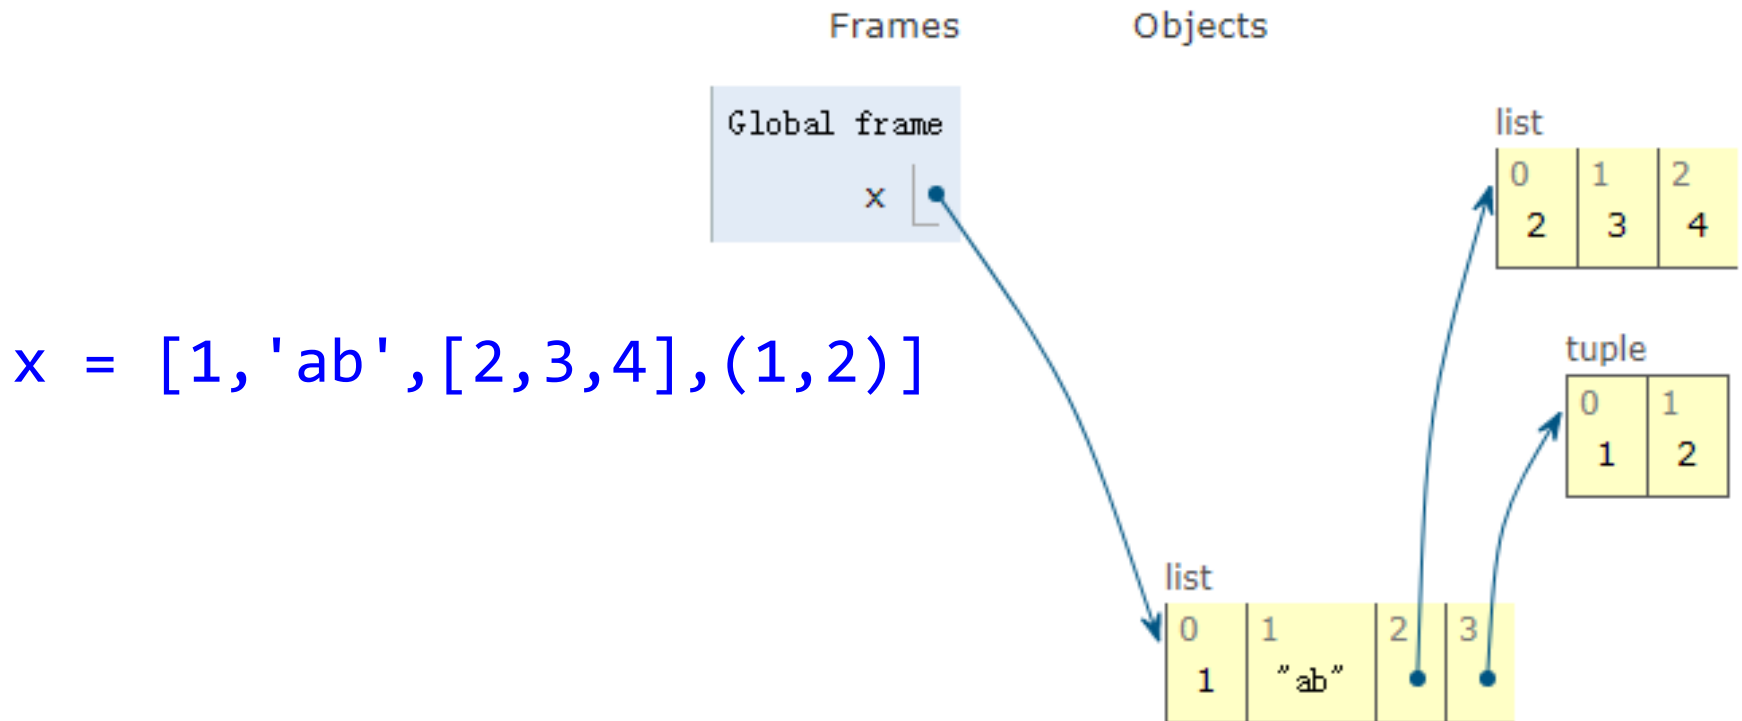 Frames Objects
Global frame
x
list
0 1 2
2 3 4
x = [1,'ab',[2,3,4],(1,2)]
tuple
0 1
1 2
list
0 1 2 3
1 "ab"